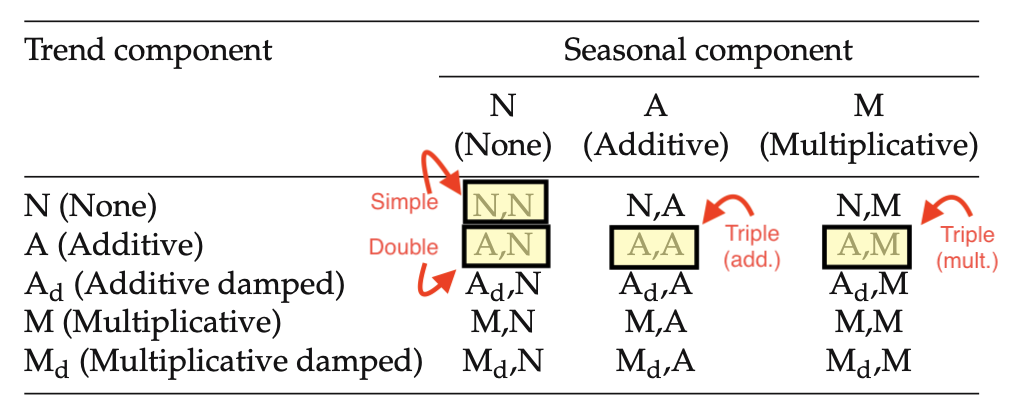 Trend component Seasonal component
N A M
(None) (Additive) (Multiplicative)
N (None) Simple N,N N,A N,M
A (Additive) Double A,N A,A Triple (add.) A,M Triple (mult.)
A_d (Additive damped) A_d,N A_d,A A_d,M
M (Multiplicative) M,N M,A M,M
M_d (Multiplicative damped) M_d,N M_d,A M_d,M